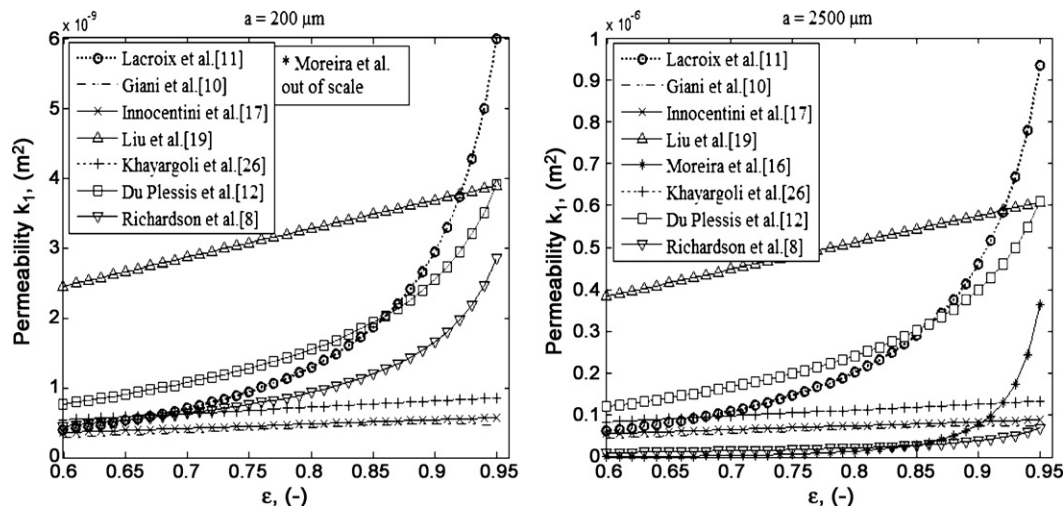 a = 200 μm
x 10⁻⁹
6
5
4
3
2
1
0
Permeability k₁, (m²)
Lacroix et al.[11]
Giani et al.[10]
Innocentini et al.[17]
Liu et al.[19]
Khayargoli et al.[26]
Du Plessis et al.[12]
Richardson et al.[8]
* Moreira et al.
out of scale
0.6 0.65 0.7 0.75 0.8 0.85 0.9 0.95
ε, (-)
a = 2500 μm
x 10⁻⁶
1
0.9
0.8
0.7
0.6
0.5
0.4
0.3
0.2
0.1
0
Permeability k₁, (m²)
Lacroix et al.[11]
Giani et al.[10]
Innocentini et al.[17]
Liu et al.[19]
Moreira et al.[16]
Khayargoli et al.[26]
Du Plessis et al.[12]
Richardson et al.[8]
0.6 0.65 0.7 0.75 0.8 0.85 0.9 0.95
ε, (-)